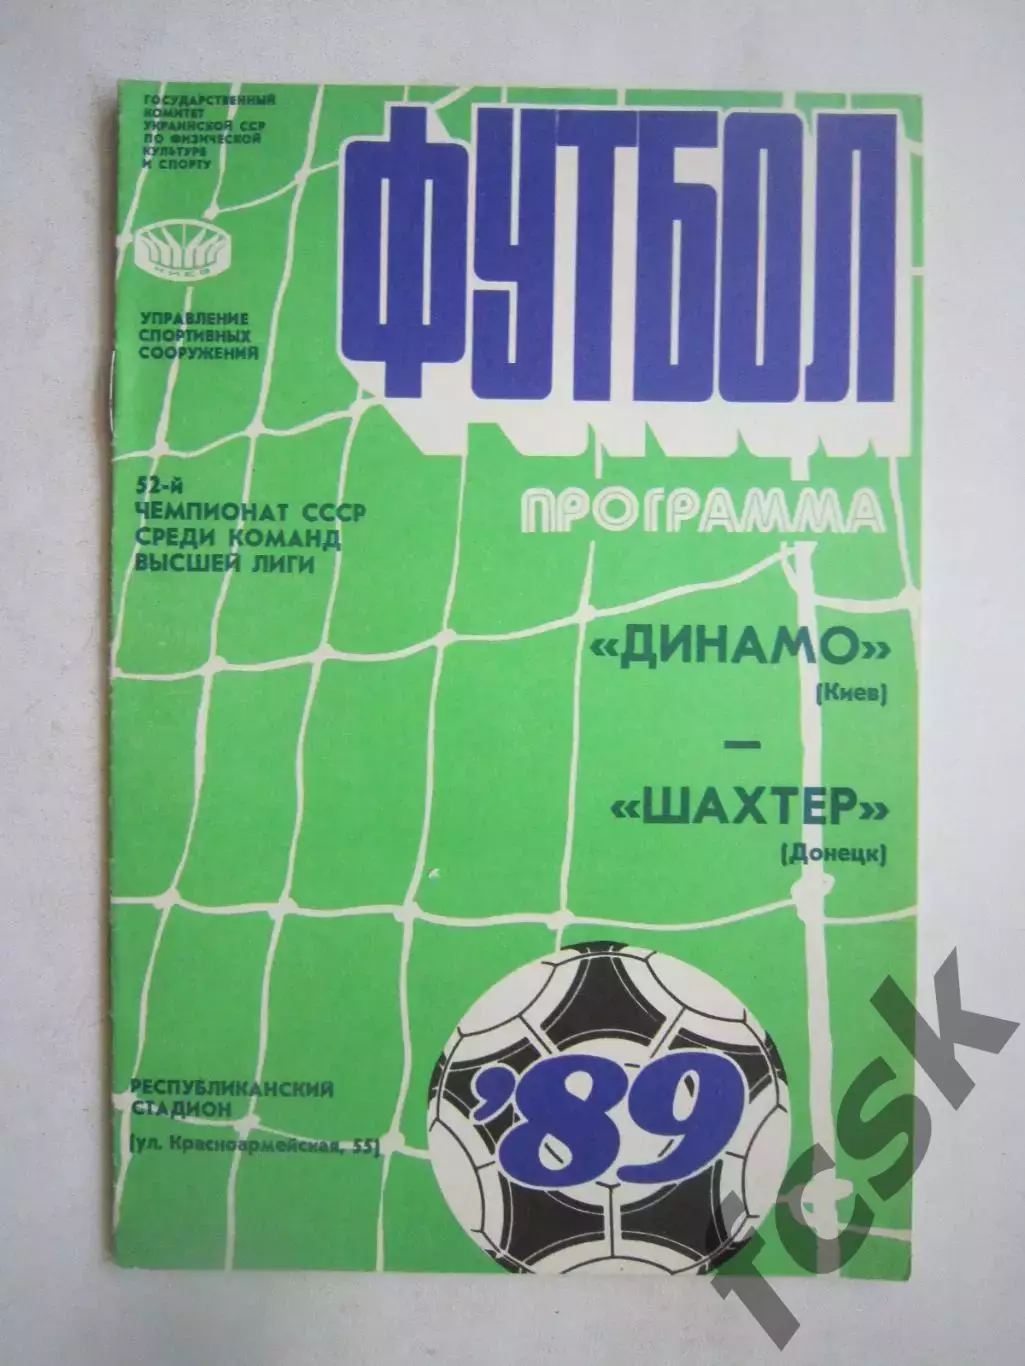 ГОСУДАРСТВЕННЫЙ
КОМИТЕТ
УКРАИНСКОЙ ССР
ПО ФИЗИЧЕСКОЙ
КУЛЬТУРЕ
И СПОРТУ
КИЕВ
УПРАВЛЕНИЕ
СПОРТИВНЫХ
СООРУЖЕНИЙ
ФУТБОЛ
ПРОГРАММА
52-й
ЧЕМПИОНАТ СССР
СРЕДИ КОМАНД
ВЫСШЕЙ ЛИГИ
«ДИНАМО»
(Киев)
—
«ШАХТЕР»
(Донецк)
'89
РЕСПУБЛИКАНСКИЙ
СТАДИОН
(ул. Красноармейская, 55)
TCSK